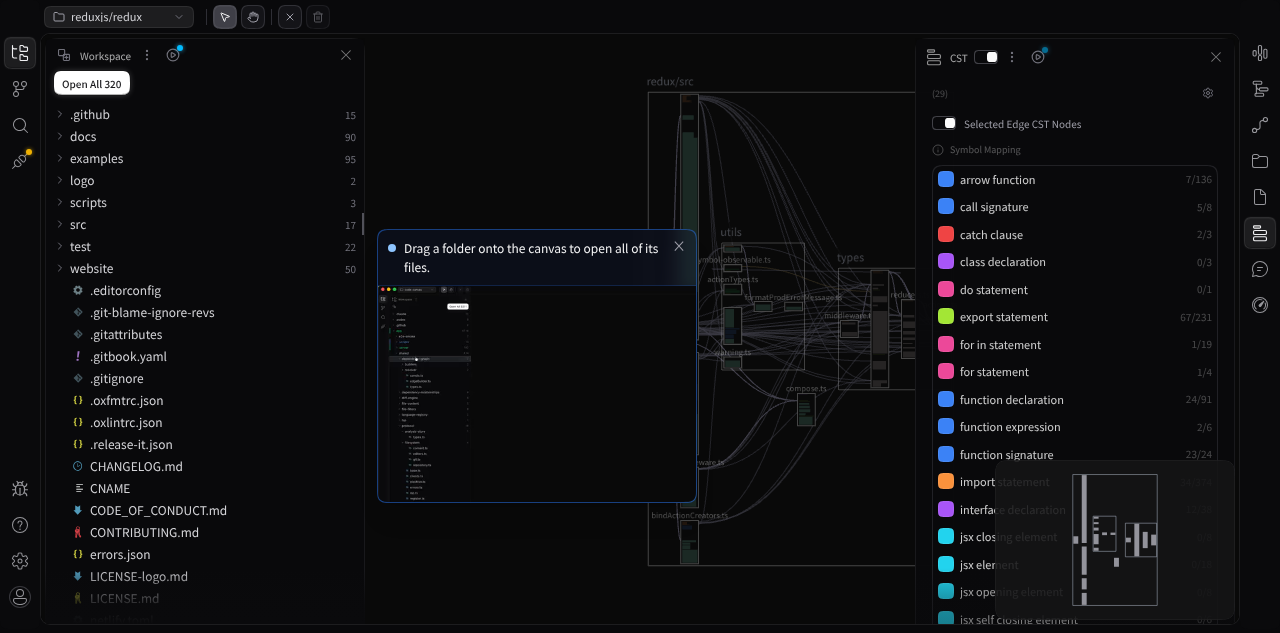 reduxjs/redux
Workspace
Open All 320
.github 15
docs 90
examples 95
logo 2
scripts 3
src 17
test 22
website 50
.editorconfig
.git-blame-ignore-revs
.gitattributes
.gitbook.yaml
.gitignore
.oxfmtrc.json
.oxlintrc.json
.release-it.json
CHANGELOG.md
CNAME
CODE_OF_CONDUCT.md
CONTRIBUTING.md
errors.json
LICENSE-logo.md
LICENSE.md
redux/src
utils
actionTypes.ts
formatProdErrorMessage.ts
types
compose.ts
bindActionCreators.ts
Drag a folder onto the canvas to open all of its
files.
CST
(29)
Selected Edge CST Nodes
Symbol Mapping
arrow function 7/136
call signature 5/8
catch clause 2/3
class declaration 0/3
do statement 0/1
export statement 67/231
for in statement 1/19
for statement 1/4
function declaration 24/91
function expression 2/6
function signature 23/24
import statement
interface declaration
jsx closing element
jsx element
jsx opening element
jsx self closing element